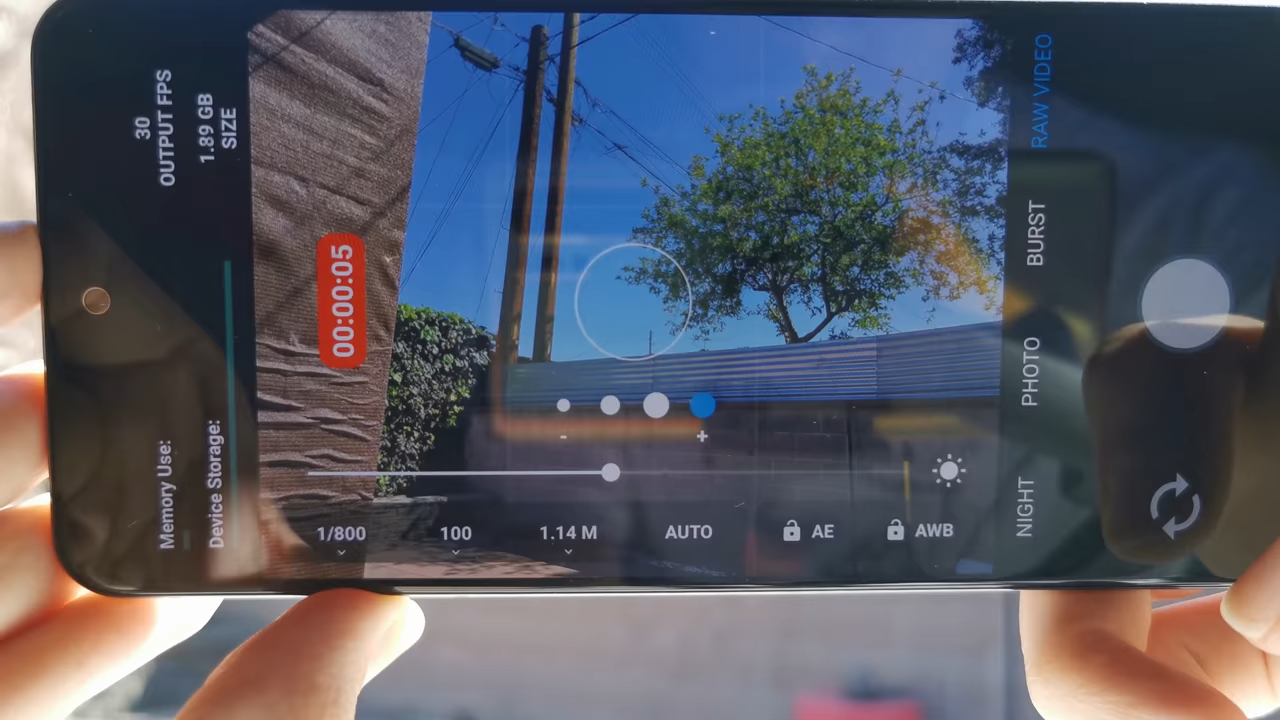 30
OUTPUT FPS
1.89 GB
SIZE
Memory Use:
Device Storage:
00:00:05
- +
1/800 100 1.14 M AUTO AE AWB
NIGHT PHOTO BURST RAW VIDEO